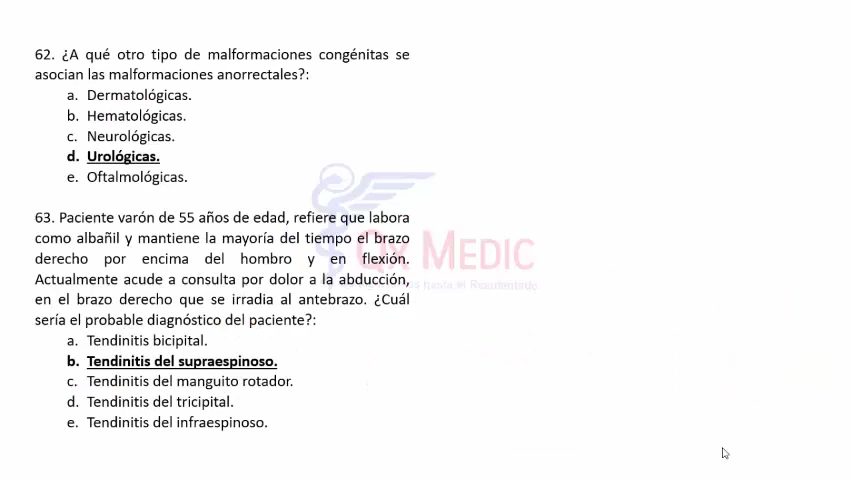 62. ¿A qué otro tipo de malformaciones congénitas se
asocian las malformaciones anorrectales?:
a. Dermatológicas.
b. Hematológicas.
c. Neurológicas.
d. Urológicas.
e. Oftalmológicas.
63. Paciente varón de 55 años de edad, refiere que labora
como albañil y mantiene la mayoría del tiempo el brazo
derecho por encima del hombro y en flexión.
Actualmente acude a consulta por dolor a la abducción,
en el brazo derecho que se irradia al antebrazo. ¿Cuál
sería el probable diagnóstico del paciente?:
a. Tendinitis bicipital.
b. Tendinitis del supraespinoso.
c. Tendinitis del manguito rotador.
d. Tendinitis del tricipital.
e. Tendinitis del infraespinoso.
Qx MEDIC
hasta el Residentado